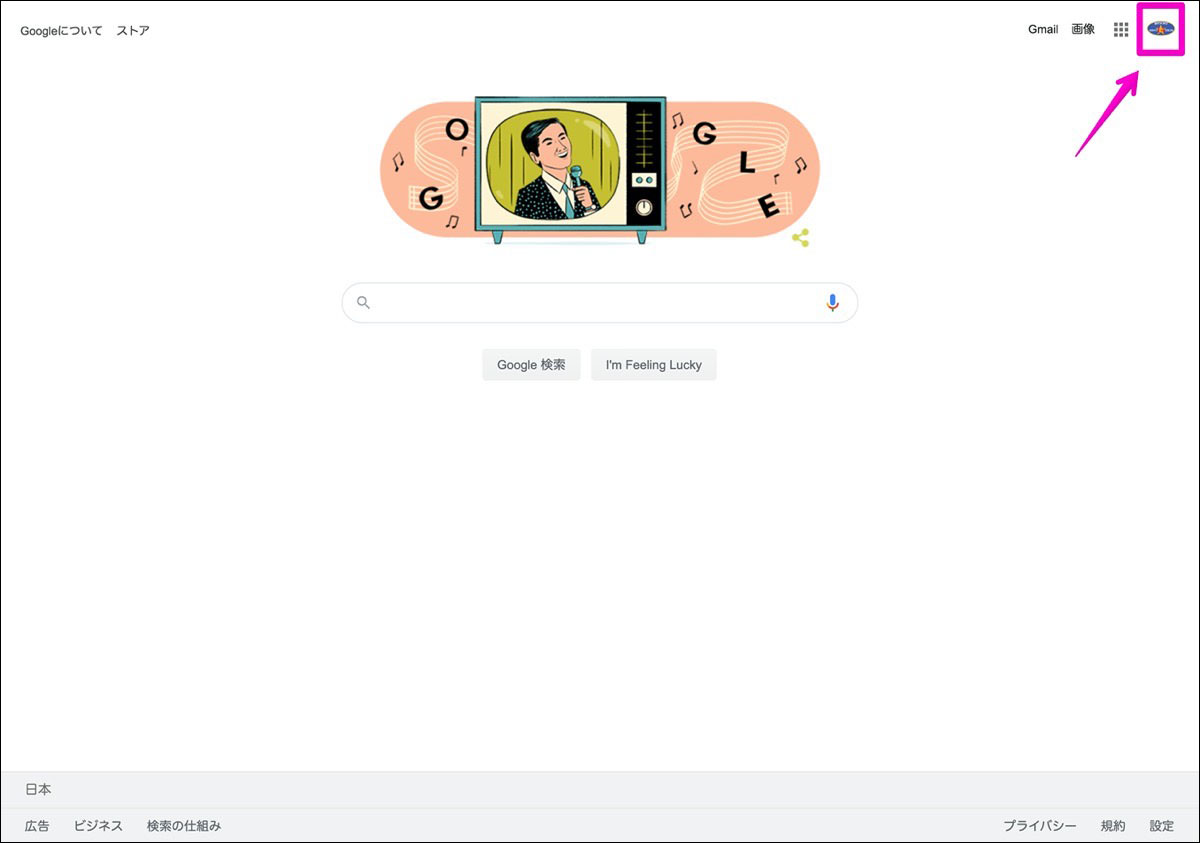 Googleについて ストア
Gmail 画像
G O G L E
Google 検索 I'm Feeling Lucky
日本
広告 ビジネス 検索の仕組み
プライバシー 規約 設定